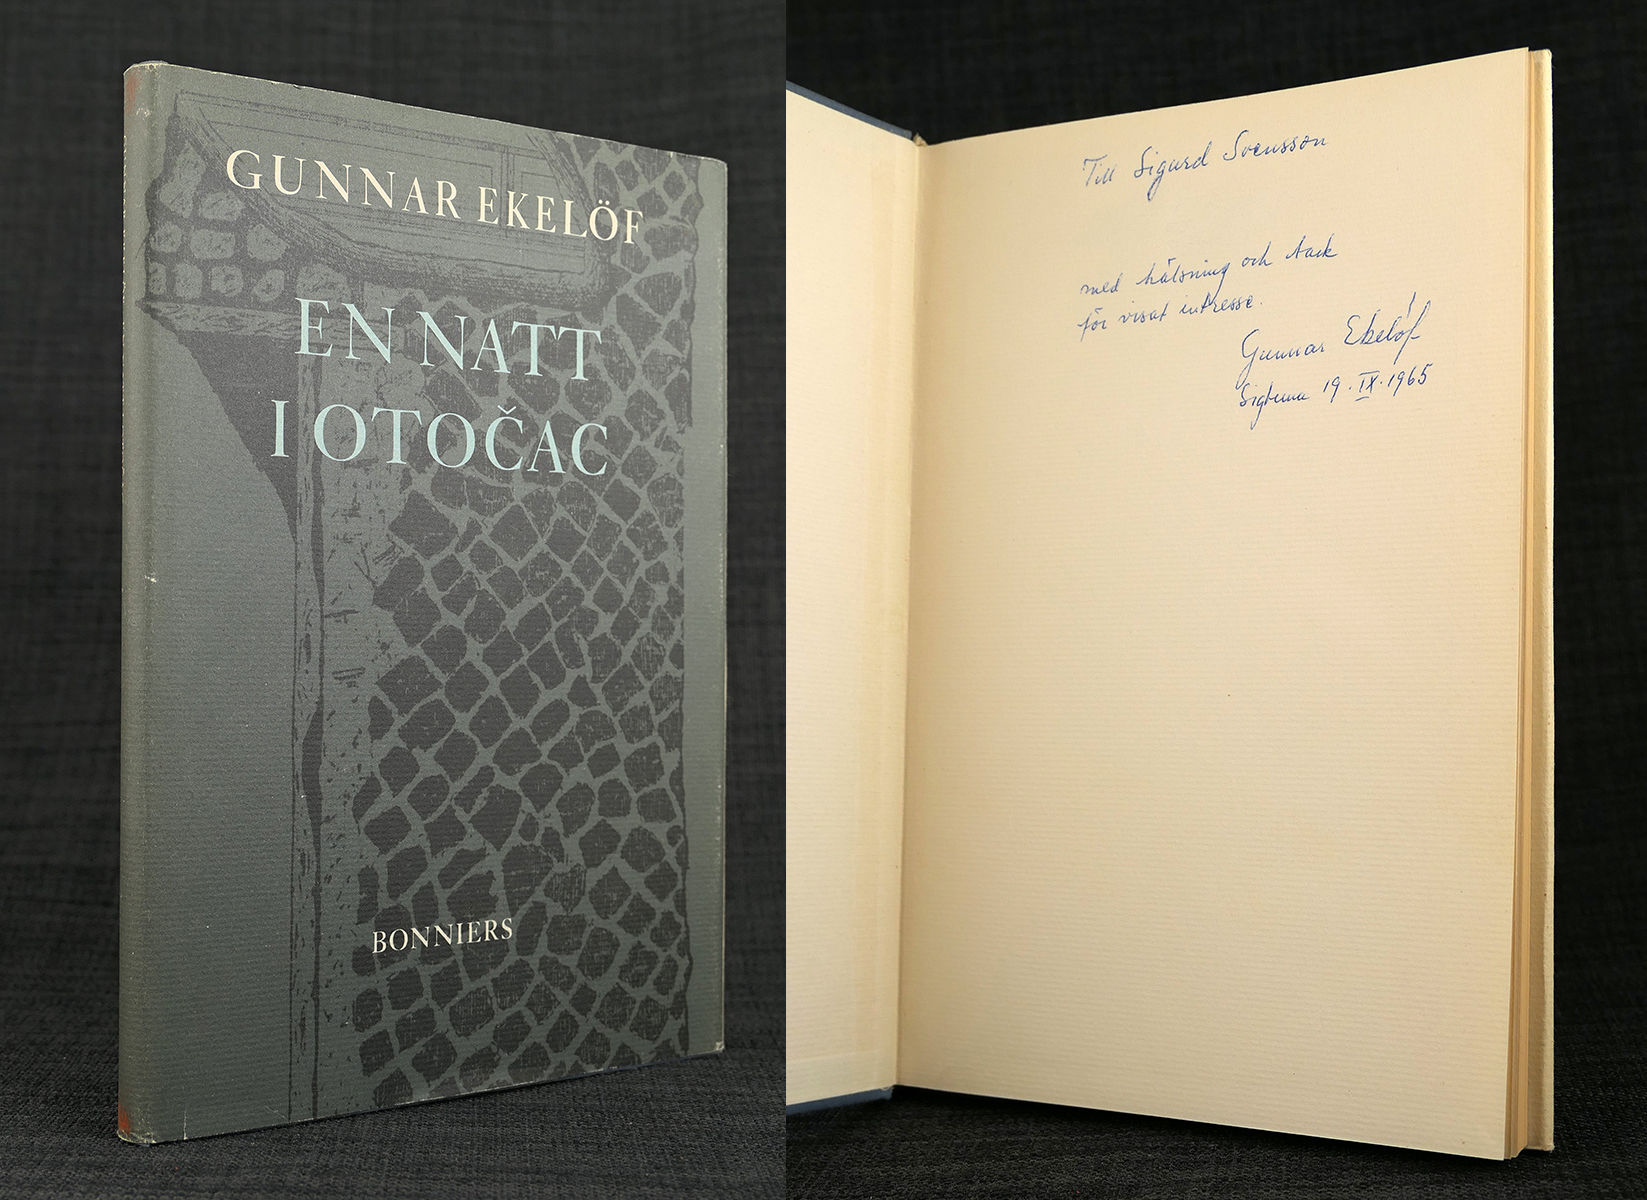 GUNNAR EKELÖF
EN NATT
I OTOČAC
BONNIERS
Till Sigurd Svensson
med hälsning och tack
för visat intresse.
Gunnar Ekelöf
Sigtuna 19·IX·1965